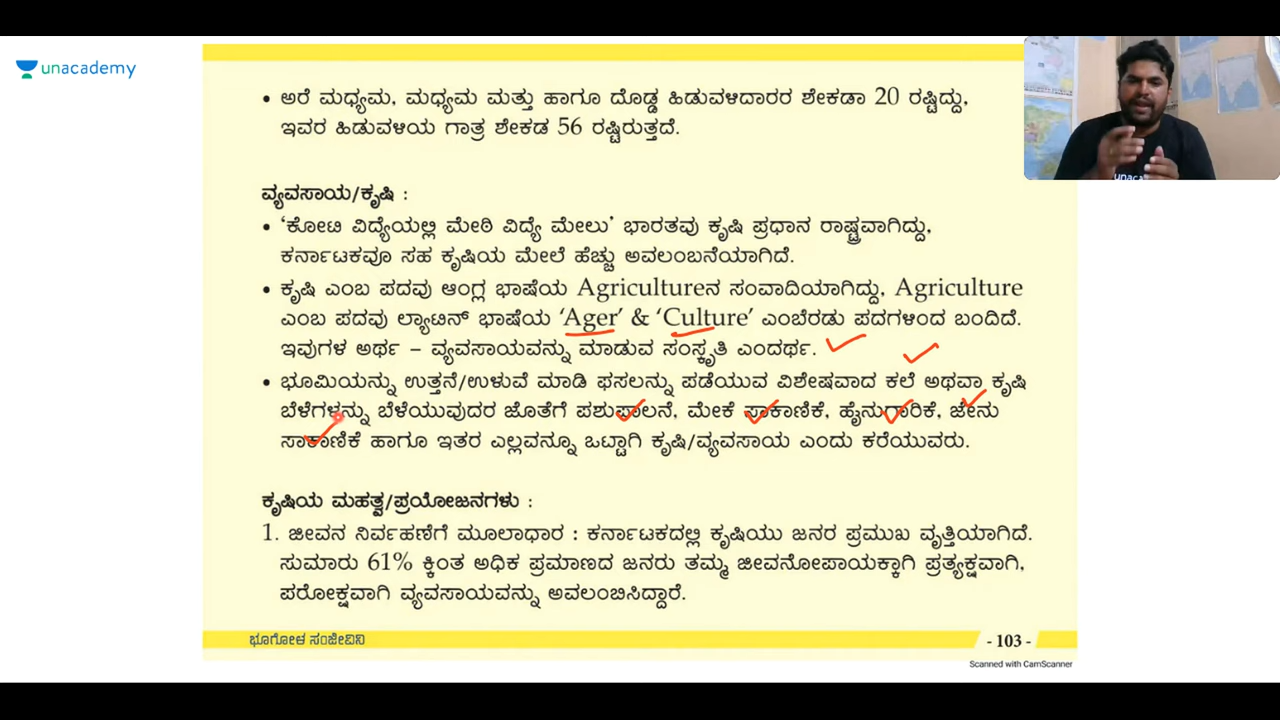 unacademy
• ಅರೆ ಮಧ್ಯಮ, ಮಧ್ಯಮ ಮತ್ತು ಹಾಗೂ ದೊಡ್ಡ ಹಿಡುವಳಿದಾರರ ಶೇಕಡಾ 20 ರಷ್ಟಿದ್ದು,
ಇವರ ಹಿಡುವಳಿಯ ಗಾತ್ರ ಶೇಕಡ 56 ರಷ್ಟಿರುತ್ತದೆ.
ವ್ಯವಸಾಯ/ಕೃಷಿ :
• ‘ಕೋಟಿ ವಿದ್ಯೆಯಲ್ಲಿ ಮೇಠಿ ವಿದ್ಯೆ ಮೇಲು’ ಭಾರತವು ಕೃಷಿ ಪ್ರಧಾನ ರಾಷ್ಟ್ರವಾಗಿದ್ದು,
ಕರ್ನಾಟಕವೂ ಸಹ ಕೃಷಿಯ ಮೇಲೆ ಹೆಚ್ಚು ಅವಲಂಬನೆಯಾಗಿದೆ.
• ಕೃಷಿ ಎಂಬ ಪದವು ಆಂಗ್ಲ ಭಾಷೆಯ Agricultureನ ಸಂವಾದಿಯಾಗಿದ್ದು, Agriculture
ಎಂಬ ಪದವು ಲ್ಯಾಟಿನ್ ಭಾಷೆಯ ‘Ager’ & ‘Culture’ ಎಂಬೆರಡು ಪದಗಳಿಂದ ಬಂದಿದೆ.
ಇವುಗಳ ಅರ್ಥ – ವ್ಯವಸಾಯವನ್ನು ಮಾಡುವ ಸಂಸ್ಕೃತಿ ಎಂದರ್ಥ.
• ಭೂಮಿಯನ್ನು ಉತ್ತನೆ/ಉಳುವೆ ಮಾಡಿ ಫಸಲನ್ನು ಪಡೆಯುವ ವಿಶೇಷವಾದ ಕಲೆ ಅಥವಾ ಕೃಷಿ
ಬೆಳೆಗಳನ್ನು ಬೆಳೆಯುವುದರ ಜೊತೆಗೆ ಪಶುಪಾಲನೆ, ಮೇಕೆ ಸಾಕಾಣಿಕೆ, ಹೈನುಗಾರಿಕೆ, ಜೇನು
ಸಾಕಾಣಿಕೆ ಹಾಗೂ ಇತರ ಎಲ್ಲವನ್ನೂ ಒಟ್ಟಾಗಿ ಕೃಷಿ/ವ್ಯವಸಾಯ ಎಂದು ಕರೆಯುವರು.
ಕೃಷಿಯ ಮಹತ್ವ/ಪ್ರಯೋಜನಗಳು :
1. ಜೀವನ ನಿರ್ವಹಣೆಗೆ ಮೂಲಾಧಾರ : ಕರ್ನಾಟಕದಲ್ಲಿ ಕೃಷಿಯು ಜನರ ಪ್ರಮುಖ ವೃತ್ತಿಯಾಗಿದೆ.
ಸುಮಾರು 61% ಕ್ಕಿಂತ ಅಧಿಕ ಪ್ರಮಾಣದ ಜನರು ತಮ್ಮ ಜೀವನೋಪಾಯಕ್ಕಾಗಿ ಪ್ರತ್ಯಕ್ಷವಾಗಿ,
ಪರೋಕ್ಷವಾಗಿ ವ್ಯವಸಾಯವನ್ನು ಅವಲಂಬಿಸಿದ್ದಾರೆ.
ಭೂಗೋಳ ಸಂಜೀವಿನಿ
- 103 -
Scanned with CamScanner